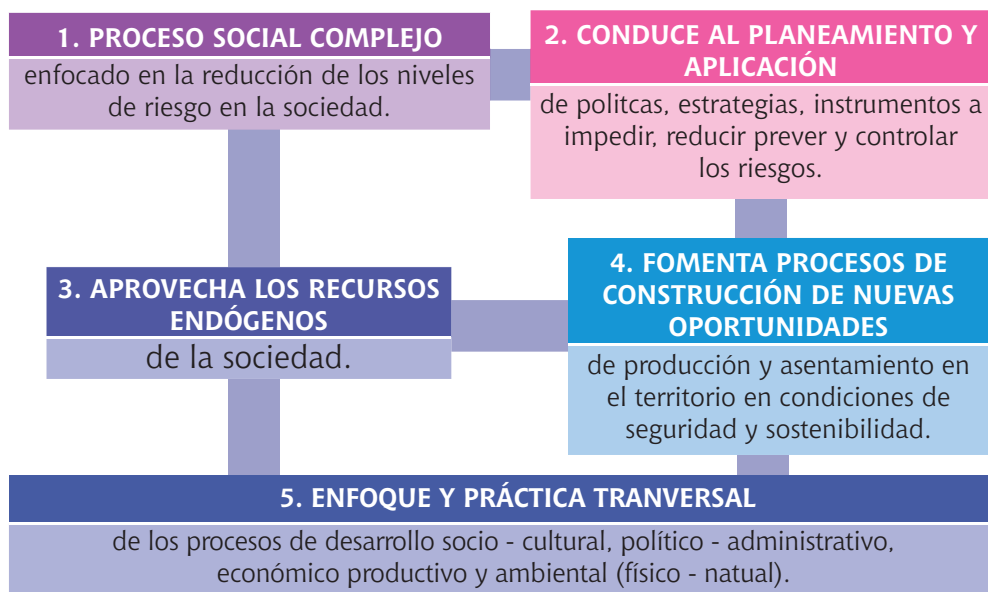 1. PROCESO SOCIAL COMPLEJO
enfocado en la reducción de los niveles
de riesgo en la sociedad.
2. CONDUCE AL PLANEAMIENTO Y
APLICACIÓN
de politcas, estrategias, instrumentos a
impedir, reducir prever y controlar
los riesgos.
3. APROVECHA LOS RECURSOS
ENDÓGENOS
de la sociedad.
4. FOMENTA PROCESOS DE
CONSTRUCCIÓN DE NUEVAS
OPORTUNIDADES
de producción y asentamiento en
el territorio en condiciones de
seguridad y sostenibilidad.
5. ENFOQUE Y PRÁCTICA TRANVERSAL
de los procesos de desarrollo socio - cultural, político - administrativo,
económico productivo y ambiental (físico - natual).